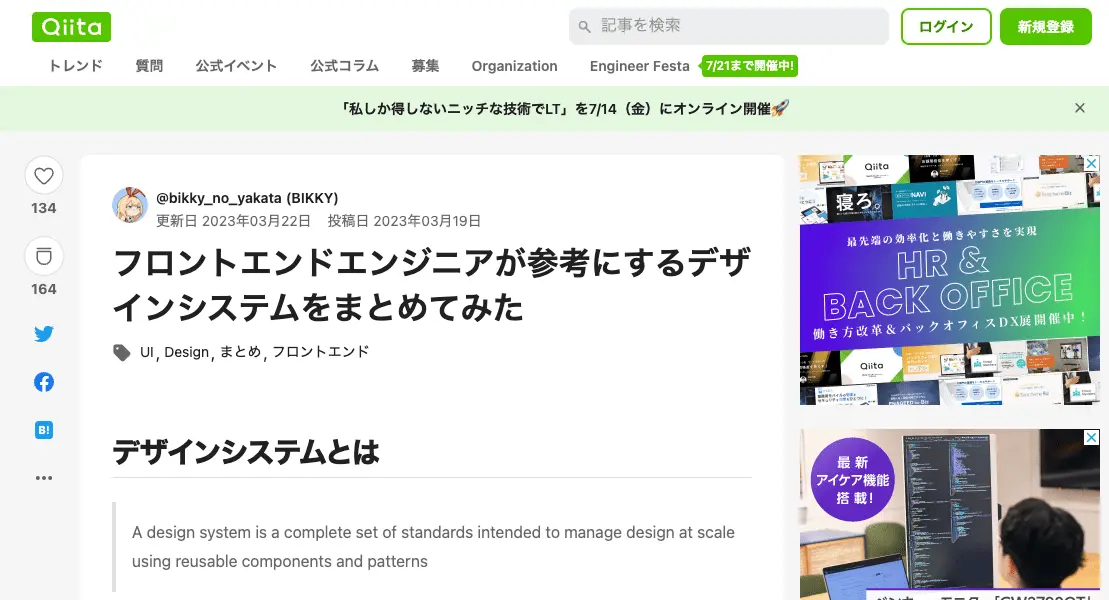 Qiita
記事を検索
ログイン
新規登録
トレンド 質問 公式イベント 公式コラム 募集 Organization Engineer Festa 7/21まで開催中!
「私しか得しないニッチな技術でLT」を7/14（金）にオンライン開催🚀
134
164
B!
@bikky_no_yakata (BIKKY)
更新日 2023年03月22日 投稿日 2023年03月19日
フロントエンドエンジニアが参考にするデザ
インシステムをまとめてみた
UI, Design, まとめ, フロントエンド
デザインシステムとは
A design system is a complete set of standards intended to manage design at scale
using reusable components and patterns
Qiita
寝ろ。
最先端の効率化と働きやすさを実現
HR &
BACK OFFICE
働き方改革&バックオフィスDX展開催中！
Qiita
最新
アイケア機能
搭載!